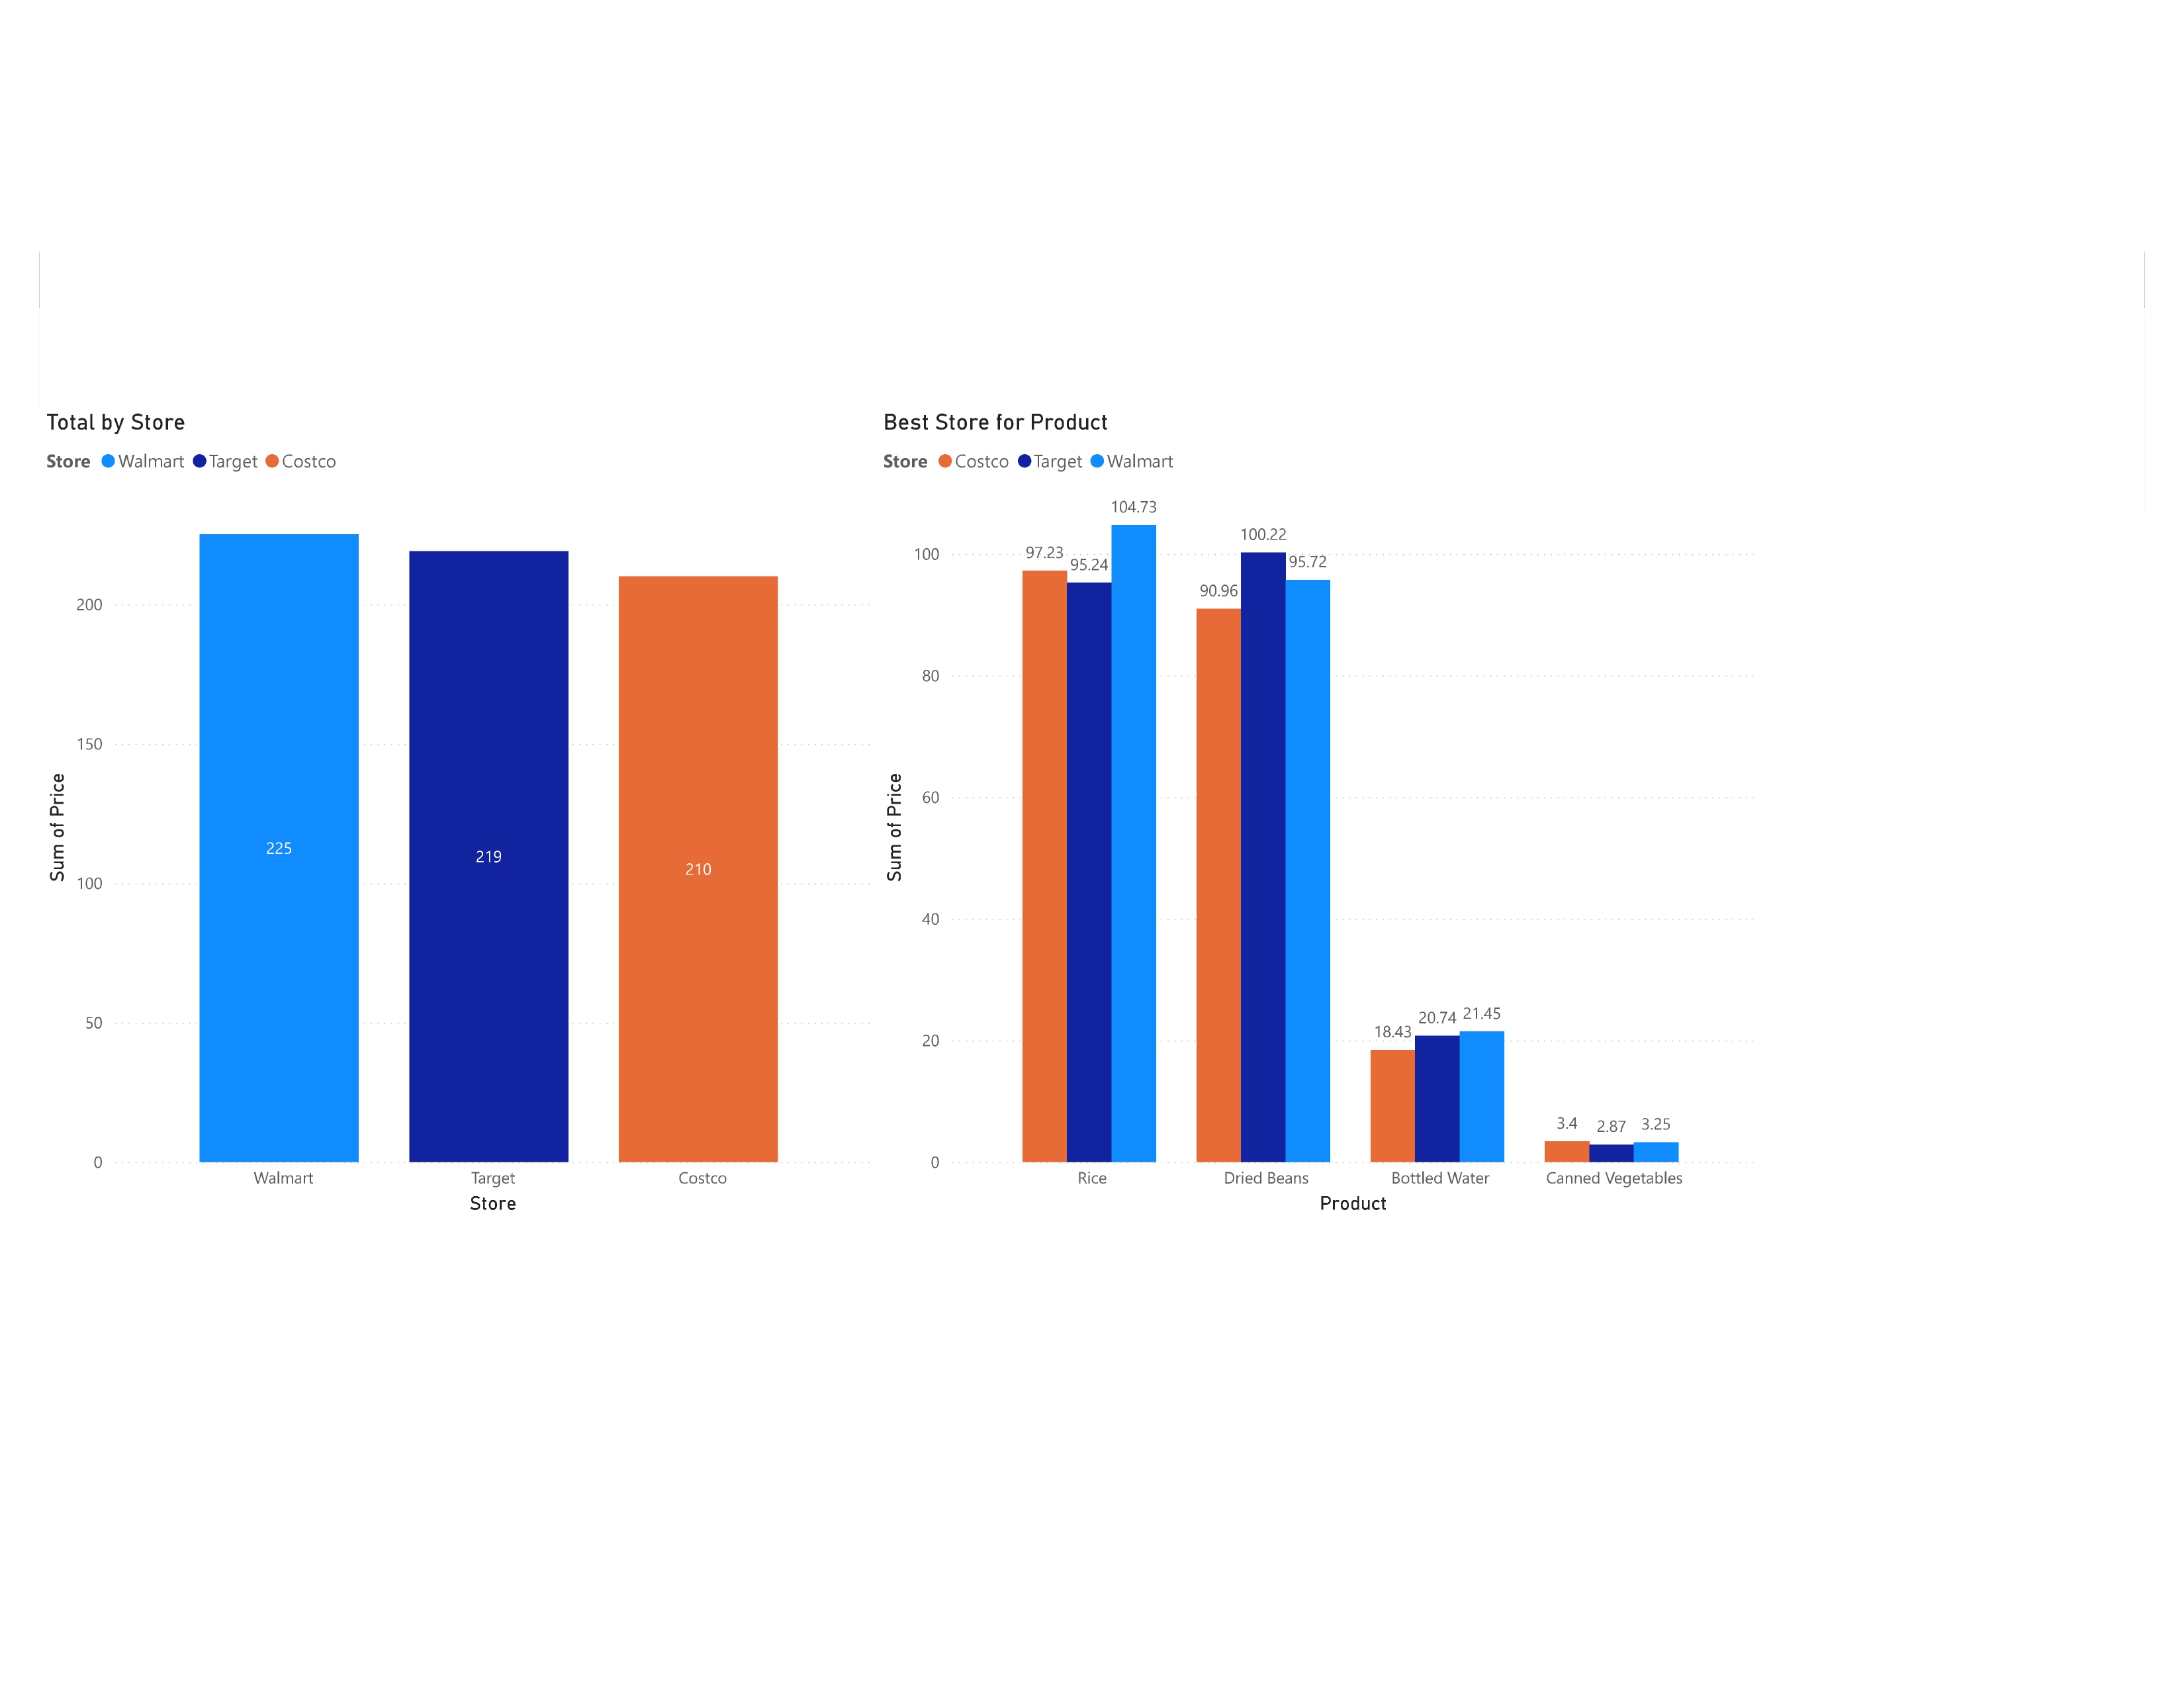 Total by Store
Store Walmart Target Costco
Sum of Price
200
150
100
50
0
225
219
210
Walmart Target Costco
Store
Best Store for Product
Store Costco Target Walmart
Sum of Price
100
80
60
40
20
0
97.23 95.24 104.73
90.96 100.22 95.72
18.43 20.74 21.45
3.4 2.87 3.25
Rice Dried Beans Bottled Water Canned Vegetables
Product